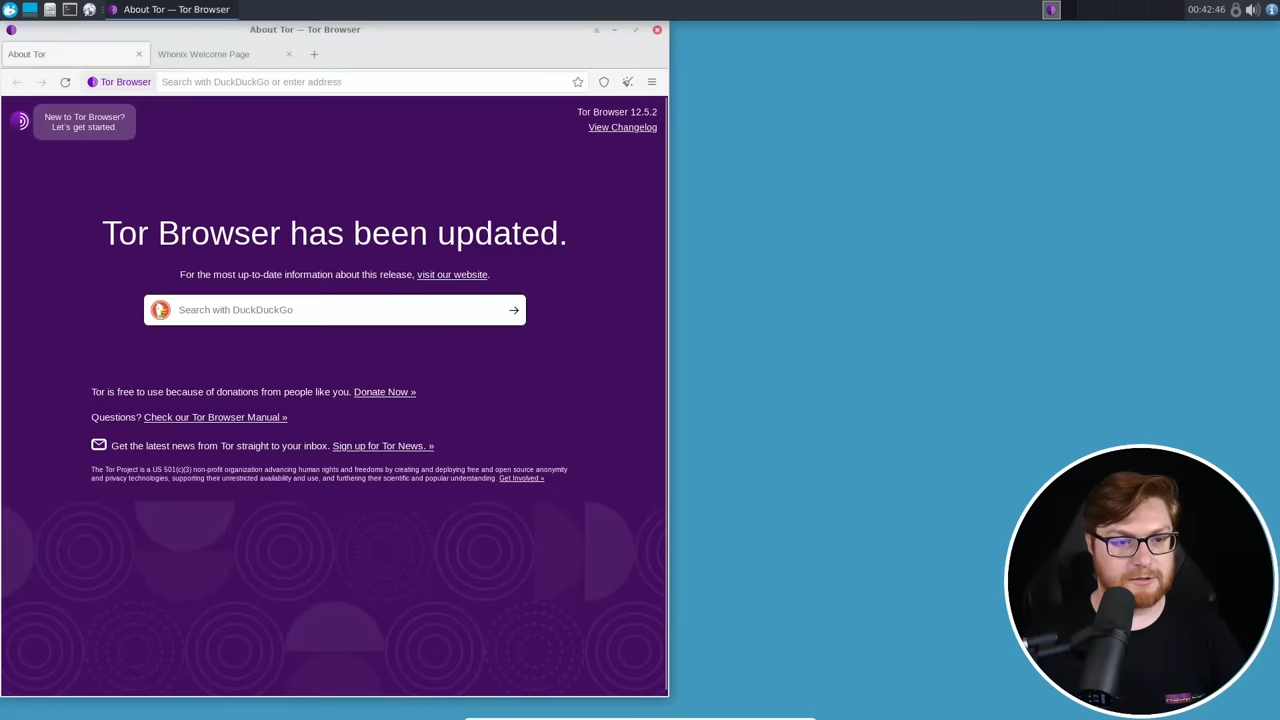 About Tor — Tor Browser
00:42:46
About Tor — Tor Browser
About Tor
Whonix Welcome Page
Tor Browser
Search with DuckDuckGo or enter address
New to Tor Browser?
Let's get started.
Tor Browser 12.5.2
View Changelog
Tor Browser has been updated.
For the most up-to-date information about this release, visit our website.
Search with DuckDuckGo
Tor is free to use because of donations from people like you. Donate Now »
Questions? Check our Tor Browser Manual »
Get the latest news from Tor straight to your inbox. Sign up for Tor News. »
The Tor Project is a US 501(c)(3) non-profit organization advancing human rights and freedoms by creating and deploying free and open source anonymity
and privacy technologies, supporting their unrestricted availability and use, and furthering their scientific and popular understanding. Get Involved »